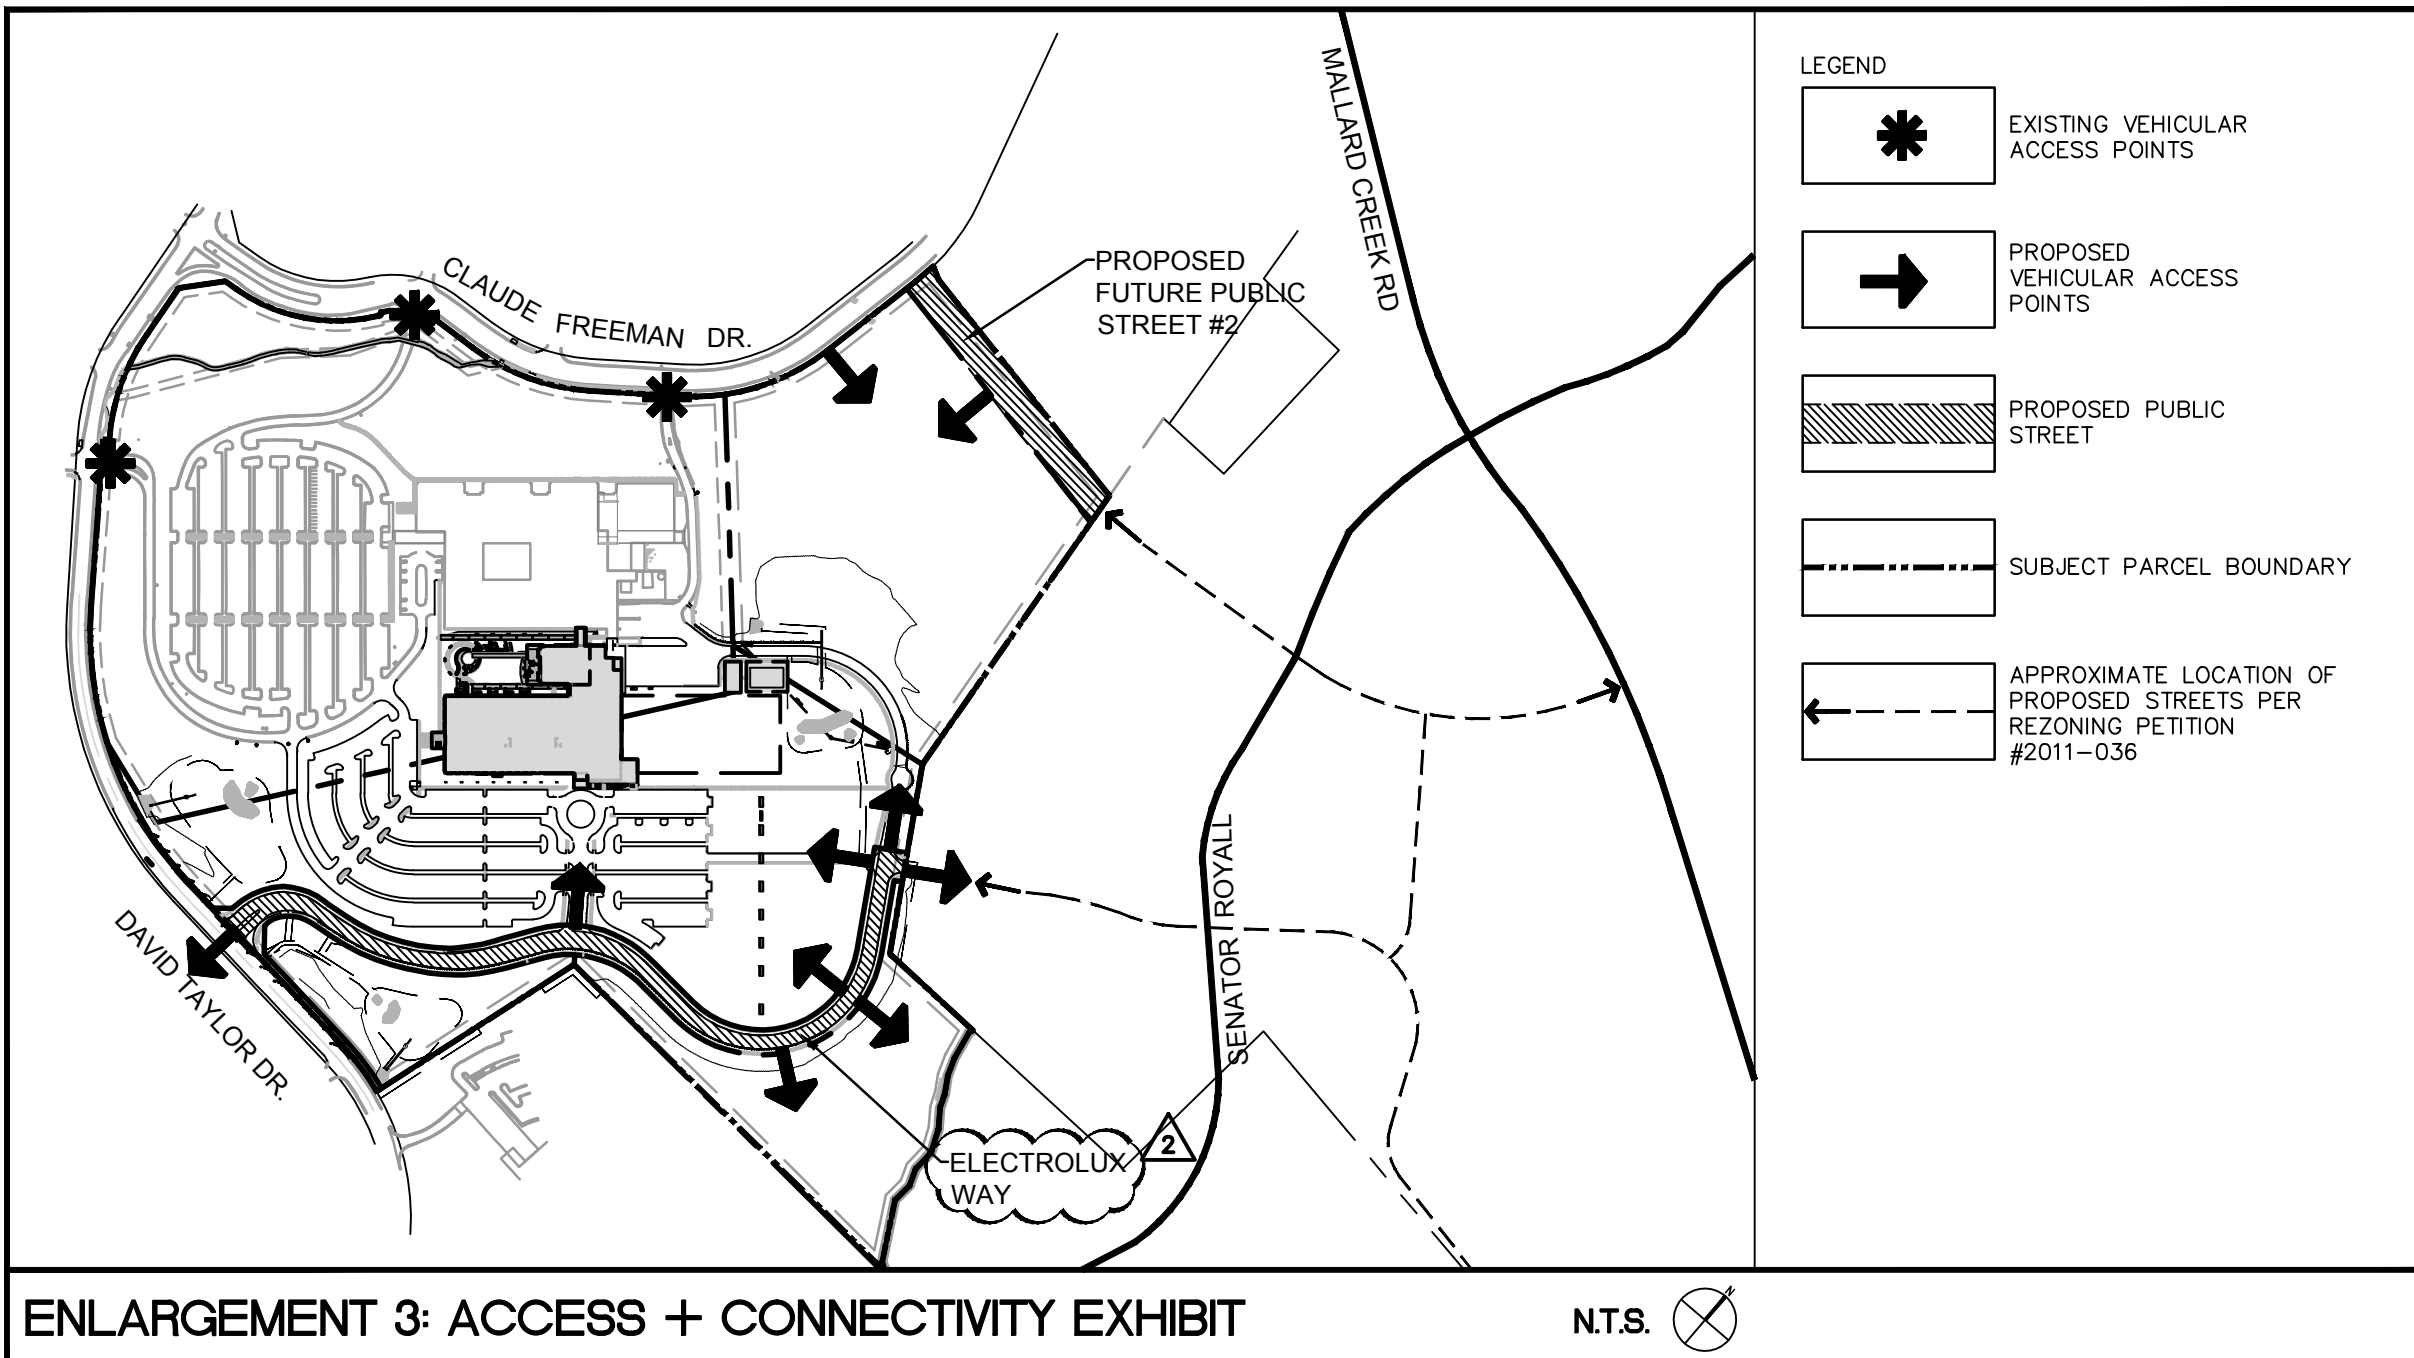 CLAUDE FREEMAN DR.
PROPOSED
FUTURE PUBLIC
STREET #2
MALLARD CREEK RD
SENATOR ROYALL
DAVID TAYLOR DR.
ELECTROLUX
WAY
2
LEGEND
EXISTING VEHICULAR
ACCESS POINTS
PROPOSED
VEHICULAR ACCESS
POINTS
PROPOSED PUBLIC
STREET
SUBJECT PARCEL BOUNDARY
APPROXIMATE LOCATION OF
PROPOSED STREETS PER
REZONING PETITION
#2011-036
ENLARGEMENT 3: ACCESS + CONNECTIVITY EXHIBIT
N.T.S.
N